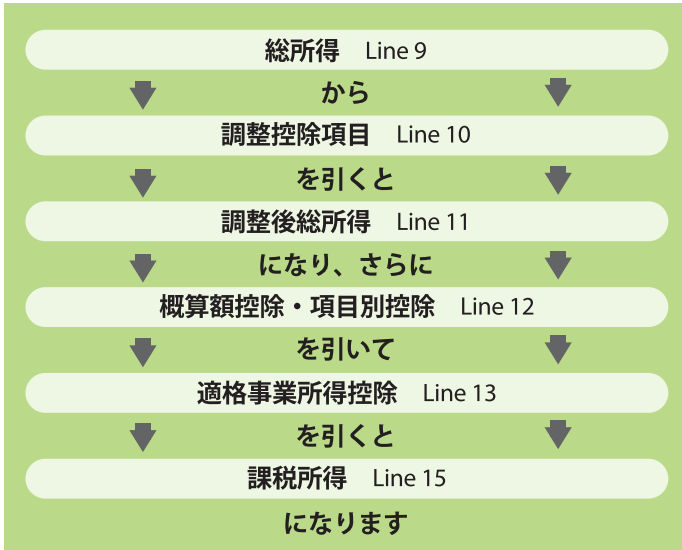 総所得 Line 9
から
調整控除項目 Line 10
を引くと
調整後総所得 Line 11
になり、さらに
概算額控除・項目別控除 Line 12
を引いて
適格事業所得控除 Line 13
を引くと
課税所得 Line 15
になります